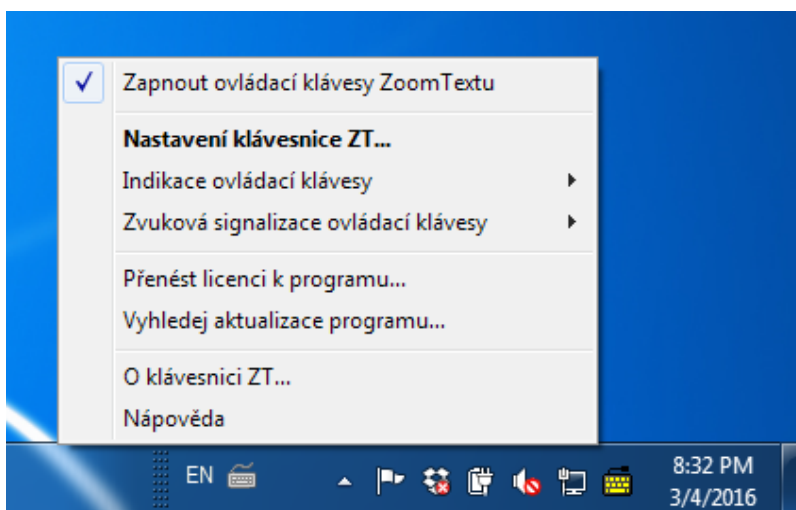 Zapnout ovládací klávesy ZoomTextu
Nastavení klávesnice ZT...
Indikace ovládací klávesy
Zvuková signalizace ovládací klávesy
Přenést licenci k programu...
Vyhledej aktualizace programu...
O klávesnici ZT...
Nápověda
EN
8:32 PM
3/4/2016